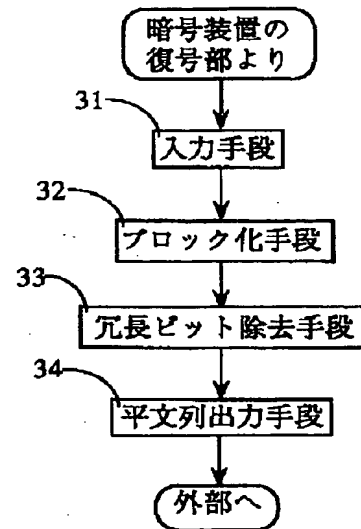 暗号装置の
復号部より
31
入力手段
32
ブロック化手段
33
冗長ビット除去手段
34
平文列出力手段
外部へ